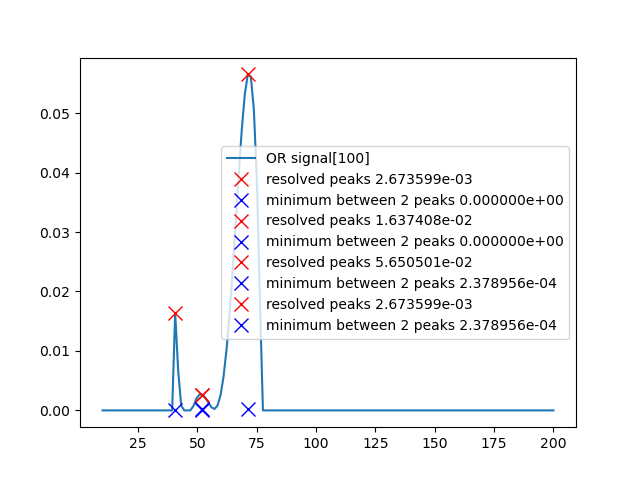 0.05
0.04
0.03
0.02
0.01
0.00
OR signal[100]
resolved peaks 2.673599e-03
minimum between 2 peaks 0.000000e+00
resolved peaks 1.637408e-02
minimum between 2 peaks 0.000000e+00
resolved peaks 5.650501e-02
minimum between 2 peaks 2.378956e-04
resolved peaks 2.673599e-03
minimum between 2 peaks 2.378956e-04
25 50 75 100 125 150 175 200